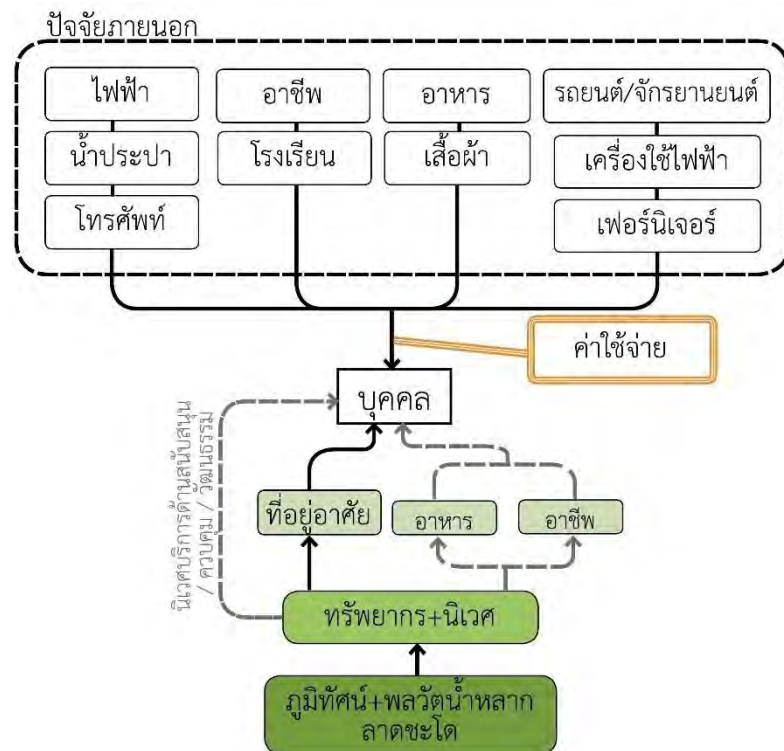 ปัจจัยภายนอก
ไฟฟ้า
น้ำประปา
โทรศัพท์
อาชีพ
โรงเรียน
อาหาร
เสื้อผ้า
รถยนต์/จักรยานยนต์
เครื่องใช้ไฟฟ้า
เฟอร์นิเจอร์
ค่าใช้จ่าย
บุคคล
นิเวศบริการด้านสนับสนุน
/ ควบคุม / วัฒนธรรม
ที่อยู่อาศัย
อาหาร
อาชีพ
ทรัพยากร+นิเวศ
ภูมิทัศน์+พลวัตน้ำหลาก
ลาดชะโด